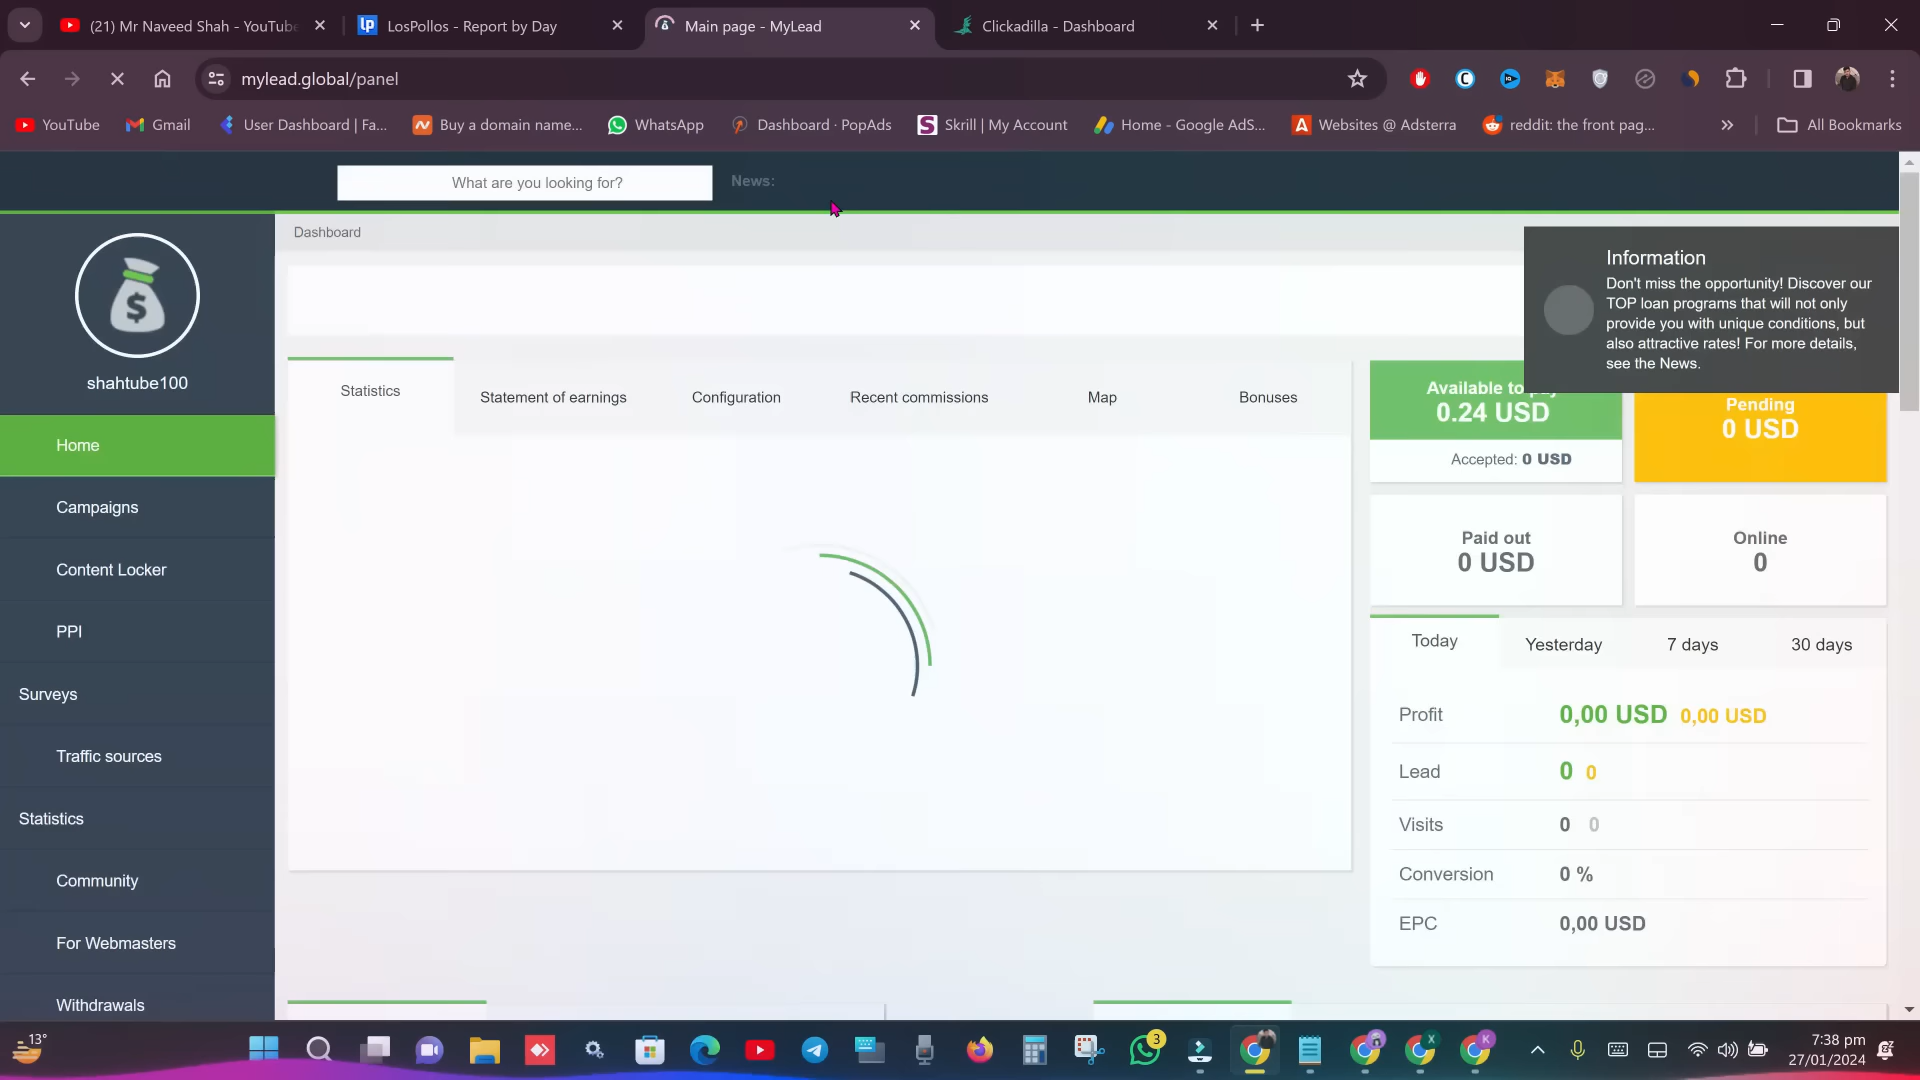 (21) Mr Naveed Shah - YouTube
LosPollos - Report by Day
Main page - MyLead
Clickadilla - Dashboard
mylead.global/panel
YouTube
Gmail
User Dashboard | Fa...
Buy a domain name...
WhatsApp
Dashboard · PopAds
Skrill | My Account
Home - Google AdS...
Websites @ Adsterra
reddit: the front pag...
All Bookmarks
What are you looking for?
News:
Dashboard
Information
Don't miss the opportunity! Discover our
TOP loan programs that will not only
provide you with unique conditions, but
also attractive rates! For more details,
see the News.
shahtube100
Home
Campaigns
Content Locker
PPI
Surveys
Traffic sources
Statistics
Community
For Webmasters
Withdrawals
Statistics
Statement of earnings
Configuration
Recent commissions
Map
Bonuses
Available to pay
0.24 USD
Accepted: 0 USD
Pending
0 USD
Paid out
0 USD
Online
0
Today
Yesterday
7 days
30 days
Profit 0,00 USD 0,00 USD
Lead 0 0
Visits 0 0
Conversion 0 %
EPC 0,00 USD
13°
3
7:38 pm
27/01/2024